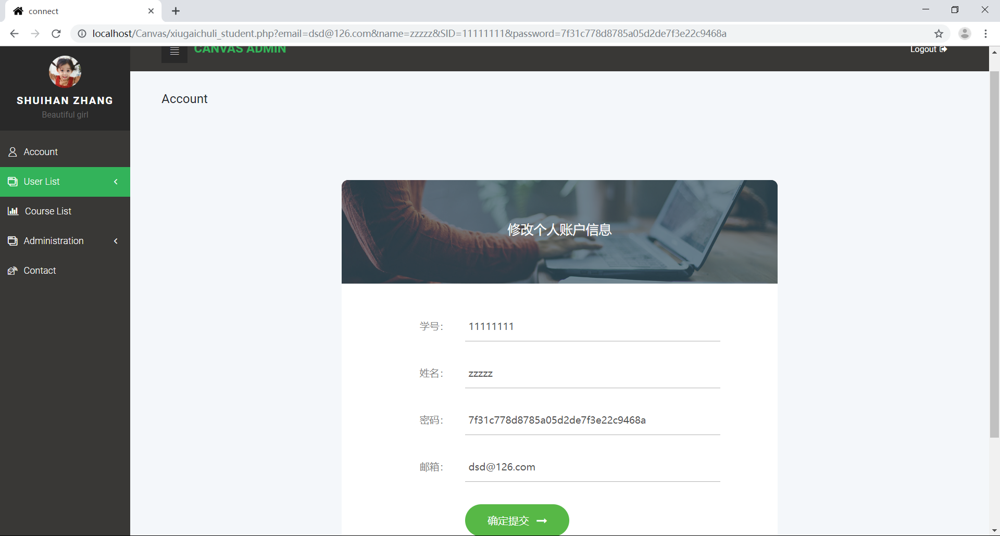 connect
localhost/Canvas/xiugaichuli_student.php?email=dsd@126.com&name=zzzzz&SID=11111111&password=7f31c778d8785a05d2de7f3e22c9468a
CANVAS ADMIN
Logout
SHUIHAN ZHANG
Beautiful girl
Account
User List
Course List
Administration
Contact
Account
修改个人账户信息
学号： 11111111
姓名： zzzzz
密码： 7f31c778d8785a05d2de7f3e22c9468a
邮箱： dsd@126.com
确定提交